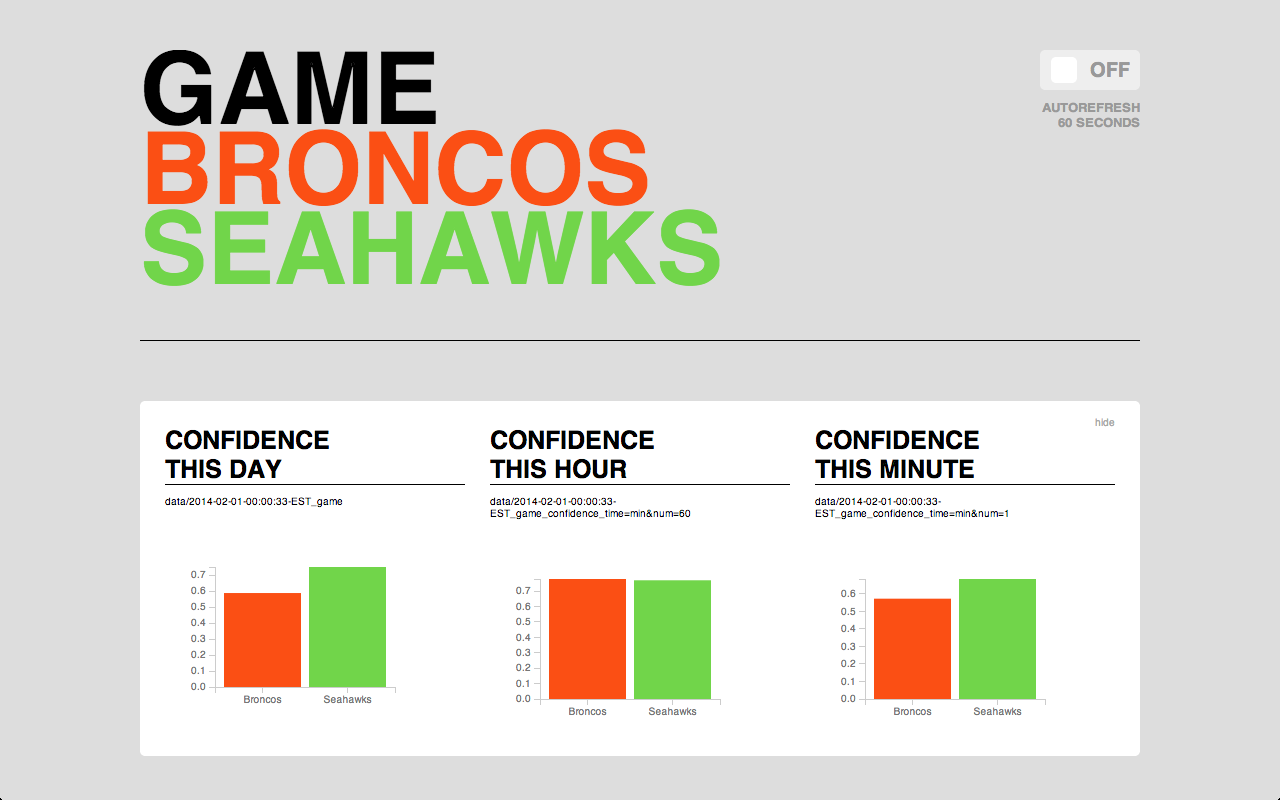 GAME
BRONCOS
SEAHAWKS
OFF
AUTOREFRESH
60 SECONDS
hide
CONFIDENCE
THIS DAY
data/2014-02-01-00:00:33-EST_game
0.7
0.6
0.5
0.4
0.3
0.2
0.1
0.0
Broncos
Seahawks
CONFIDENCE
THIS HOUR
data/2014-02-01-00:00:33-
EST_game_confidence_time=min&num=60
0.7
0.6
0.5
0.4
0.3
0.2
0.1
0.0
Broncos
Seahawks
CONFIDENCE
THIS MINUTE
data/2014-02-01-00:00:33-
EST_game_confidence_time=min&num=1
0.6
0.5
0.4
0.3
0.2
0.1
0.0
Broncos
Seahawks